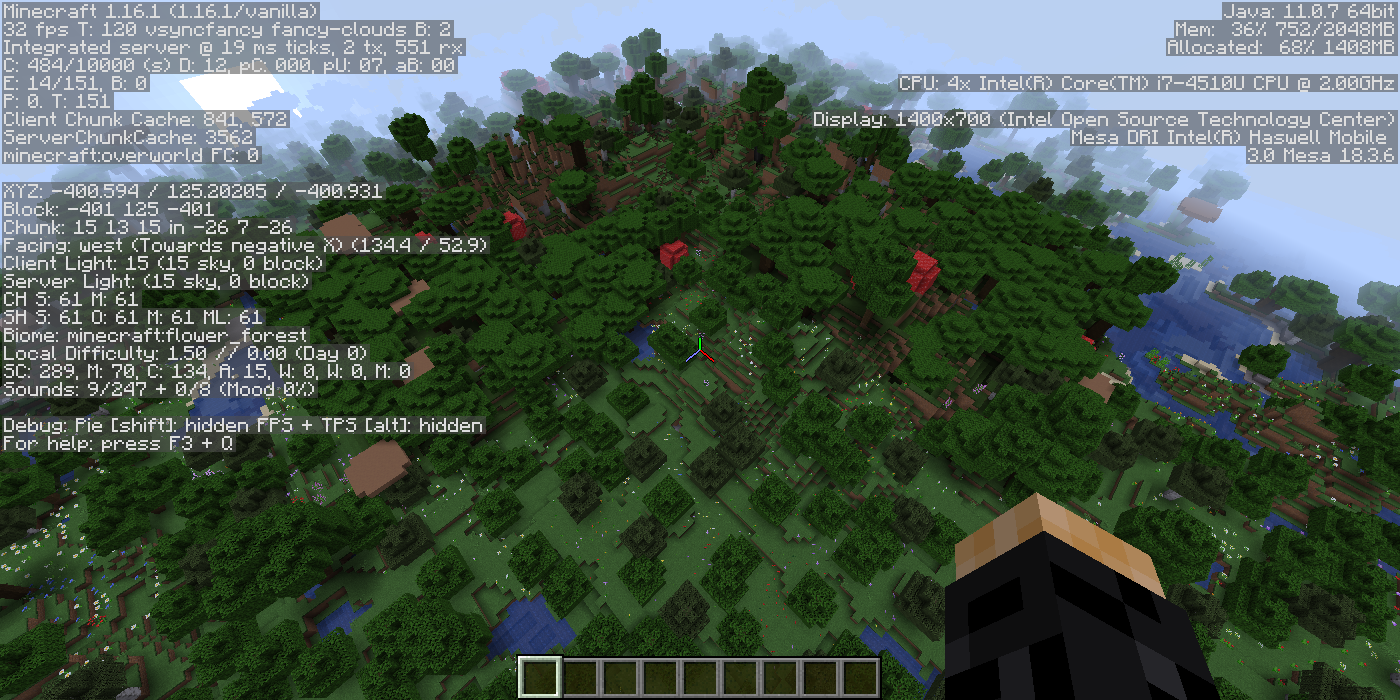 Minecraft 1.16.1 (1.16.1/vanilla)
32 fps T: 120 vsyncfancy fancy-clouds B: 2
Integrated server @ 19 ms ticks, 2 tx, 551 rx
C: 484/10000 (s) D: 12, pC: 000, pU: 07, aB: 00
E: 14/151, B: 0
P: 0. T: 151
Client Chunk Cache: 841, 572
ServerChunkCache: 3562
minecraft:overworld FC: 0
XYZ: -400.594 / 125.20205 / -400.931
Block: -401 125 -401
Chunk: 15 13 15 in -26 7 -26
Facing: west (Towards negative X) (134.4 / 52.9)
Client Light: 15 (15 sky, 0 block)
Server Light: (15 sky, 0 block)
CH S: 61 M: 61
SH S: 61 O: 61 M: 61 ML: 61
Biome: minecraft:flower_forest
Local Difficulty: 1.50 // 0.00 (Day 0)
SC: 289, M: 70, C: 134, A: 15, W: 0, W: 0, M: 0
Sounds: 9/247 + 0/8 (Mood 0%)
Debug: Pie [shift]: hidden FPS + TPS [alt]: hidden
For help: press F3 + Q
Java: 11.0.7 64bit
Mem: 36% 752/2048MB
Allocated: 68% 1408MB
CPU: 4x Intel(R) Core(TM) i7-4510U CPU @ 2.00GHz
Display: 1400x700 (Intel Open Source Technology Center)
Mesa DRI Intel(R) Haswell Mobile
3.0 Mesa 18.3.6